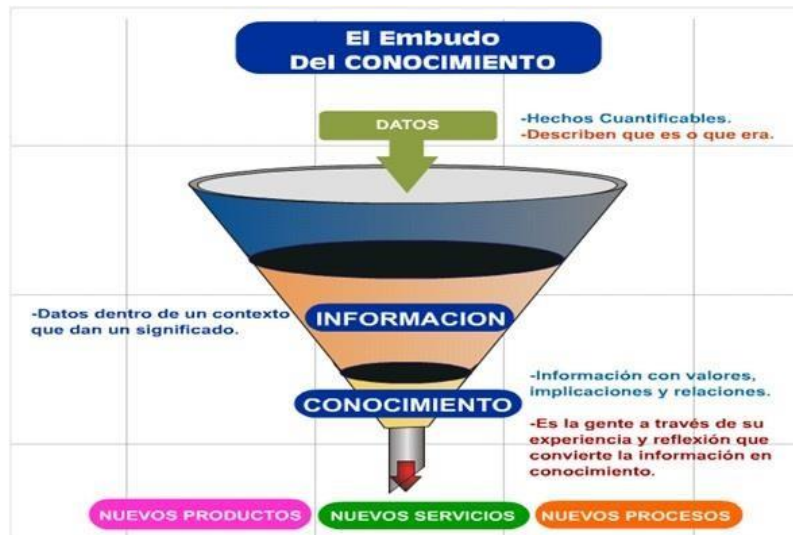 El Embudo
Del CONOCIMIENTO
DATOS
-Hechos Cuantificables.
-Describen que es o que era.
-Datos dentro de un contexto
que dan un significado.
INFORMACION
-Información con valores,
implicaciones y relaciones.
CONOCIMIENTO
-Es la gente a través de su
experiencia y reflexión que
convierte la información en
conocimiento.
NUEVOS PRODUCTOS
NUEVOS SERVICIOS
NUEVOS PROCESOS